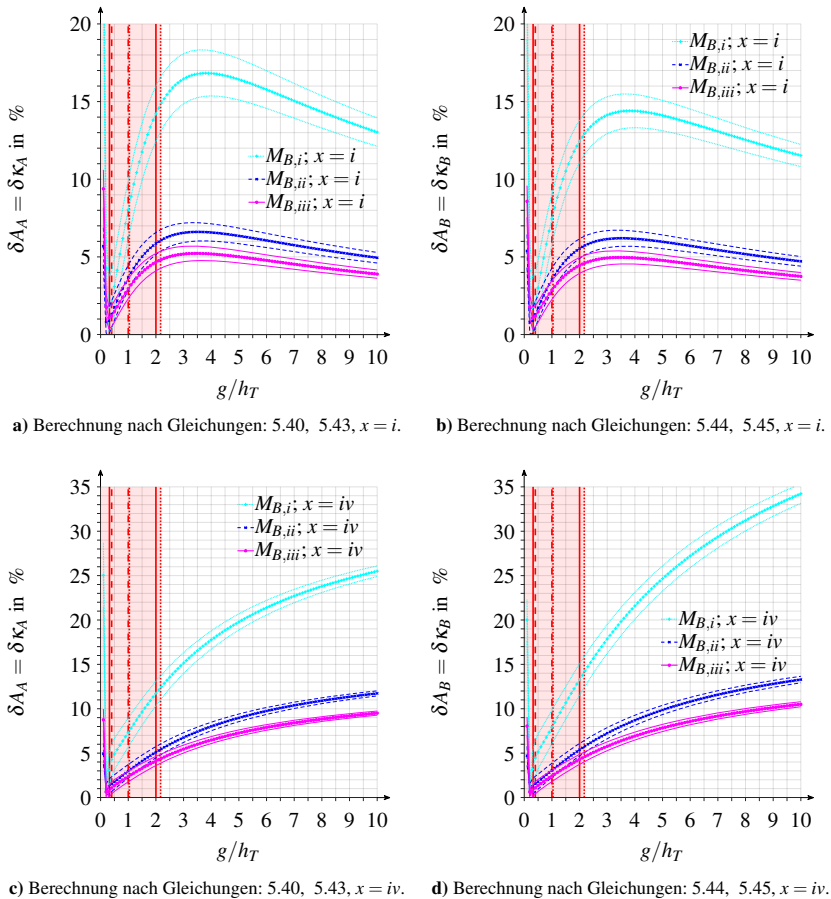 20
15
10
5
0
δA_A = δκ_A in %
M_{B,i}; x = i
M_{B,ii}; x = i
M_{B,iii}; x = i
0 1 2 3 4 5 6 7 8 9 10
g/h_T
a) Berechnung nach Gleichungen: 5.40, 5.43, x = i.
20
15
10
5
0
δA_B = δκ_B in %
M_{B,i}; x = i
M_{B,ii}; x = i
M_{B,iii}; x = i
0 1 2 3 4 5 6 7 8 9 10
g/h_T
b) Berechnung nach Gleichungen: 5.44, 5.45, x = i.
35
30
25
20
15
10
5
0
δA_A = δκ_A in %
M_{B,i}; x = iv
M_{B,ii}; x = iv
M_{B,iii}; x = iv
0 1 2 3 4 5 6 7 8 9 10
g/h_T
c) Berechnung nach Gleichungen: 5.40, 5.43, x = iv.
35
30
25
20
15
10
5
0
δA_B = δκ_B in %
M_{B,i}; x = iv
M_{B,ii}; x = iv
M_{B,iii}; x = iv
0 1 2 3 4 5 6 7 8 9 10
g/h_T
d) Berechnung nach Gleichungen: 5.44, 5.45, x = iv.